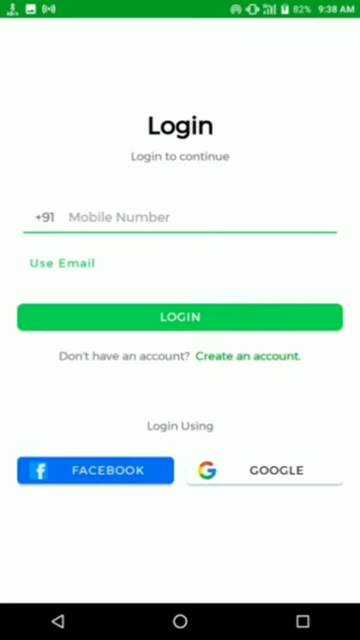 82% 9:38 AM
Login
Login to continue
+91 Mobile Number
Use Email
LOGIN
Don't have an account? Create an account.
Login Using
FACEBOOK GOOGLE